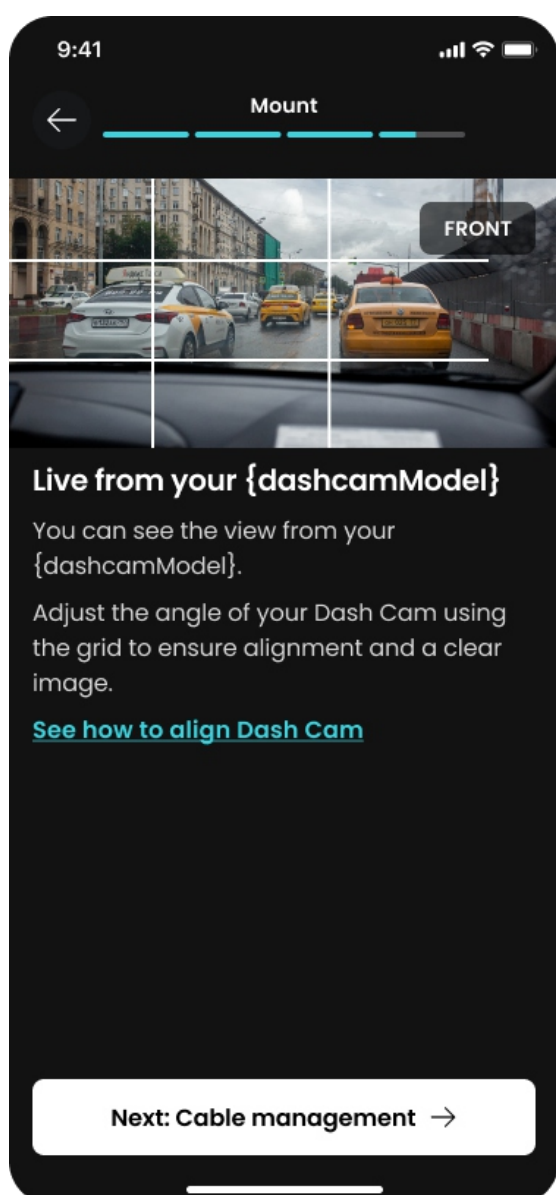 9:41
Mount
FRONT
Live from your {dashcamModel}
You can see the view from your
{dashcamModel}.
Adjust the angle of your Dash Cam using
the grid to ensure alignment and a clear
image.
See how to align Dash Cam
Next: Cable management →